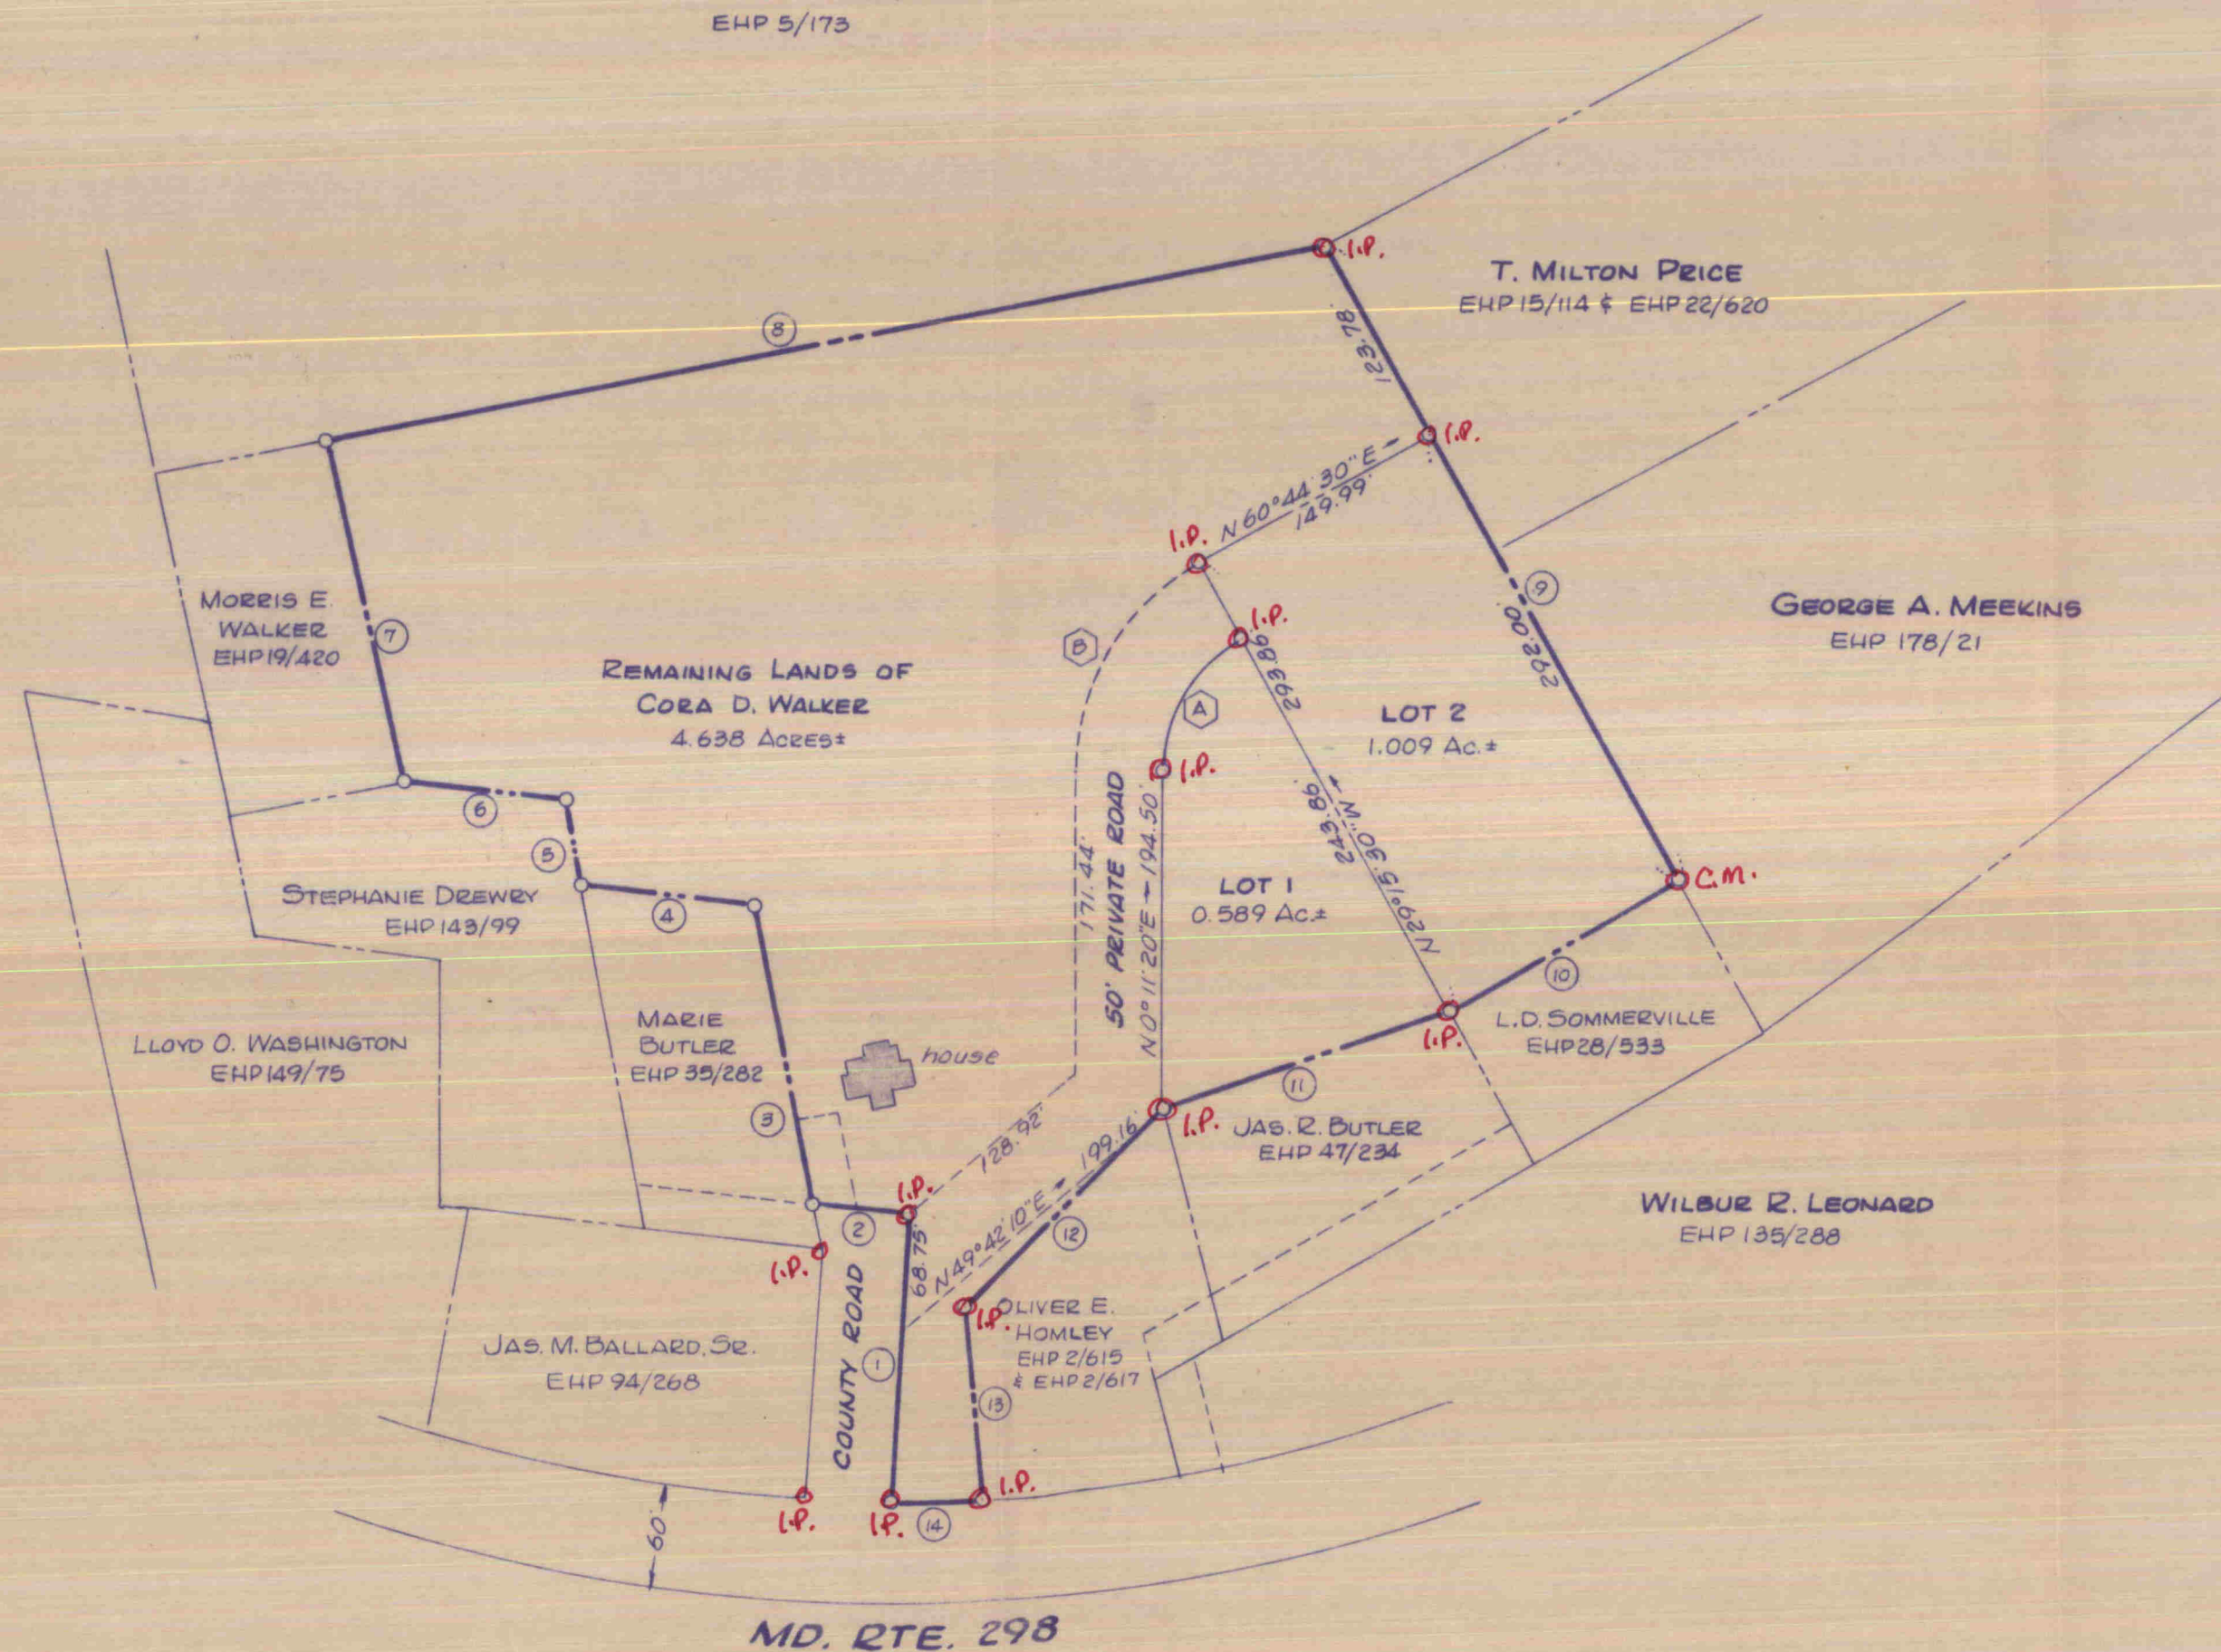 EHP 5/173
I.P.
T. MILTON PRICE
EHP 15/114 & EHP 22/620
123.78'
8
I.P.
N 60°44'30"E
149.99'
I.P.
9
292.00'
MORRIS E.
WALKER
EHP 19/420
7
GEORGE A. MEEKINS
EHP 178/21
B
I.P.
293.86'
REMAINING LANDS OF
CORA D. WALKER
4.638 ACRES±
A
LOT 2
1.009 Ac.±
I.P.
6
5
50' PRIVATE ROAD
171.44'
N 0°11'20"E - 194.50'
243.86'
N29°15'30"W
C.M.
STEPHANIE DREWRY
EHP 143/99
4
LOT 1
0.589 Ac.±
10
LLOYD O. WASHINGTON
EHP 149/75
MARIE
BUTLER
EHP 35/282
house
I.P.
L.D. SOMMERVILLE
EHP 28/533
11
3
128.92'
199.16'
I.P.
JAS. R. BUTLER
EHP 47/234
I.P.
2
68.75'
N 49°42'10"E
12
WILBUR R. LEONARD
EHP 135/288
I.P.
COUNTY ROAD
I.P.
OLIVER E.
HOMLEY
EHP 2/615
& EHP 2/617
JAS. M. BALLARD, SR.
EHP 94/268
1
13
I.P.
I.P.
I.P.
14
60'
MD. RTE. 298